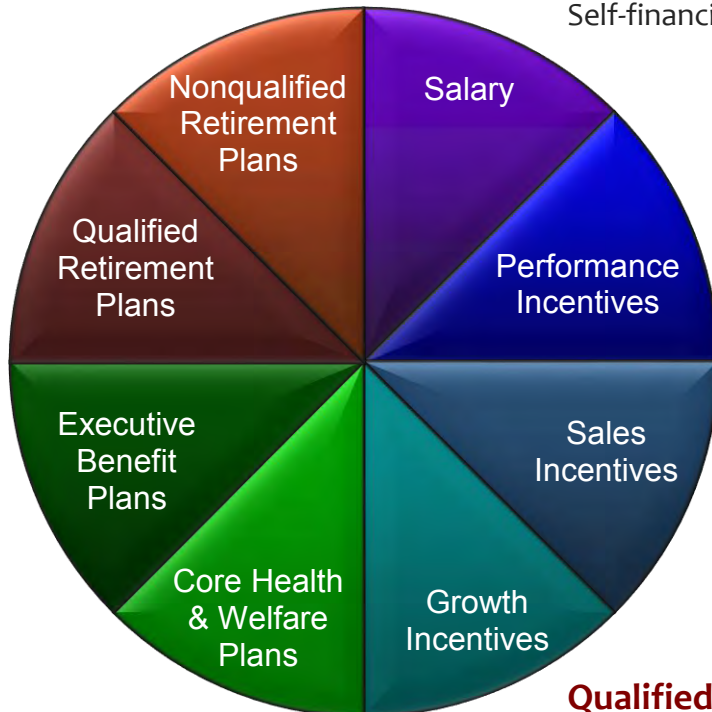 Self-financi
Nonqualified
Retirement
Plans
Salary
Performance
Incentives
Sales
Incentives
Growth
Incentives
Core Health
& Welfare
Plans
Executive
Benefit
Plans
Qualified
Retirement
Plans
Qualified